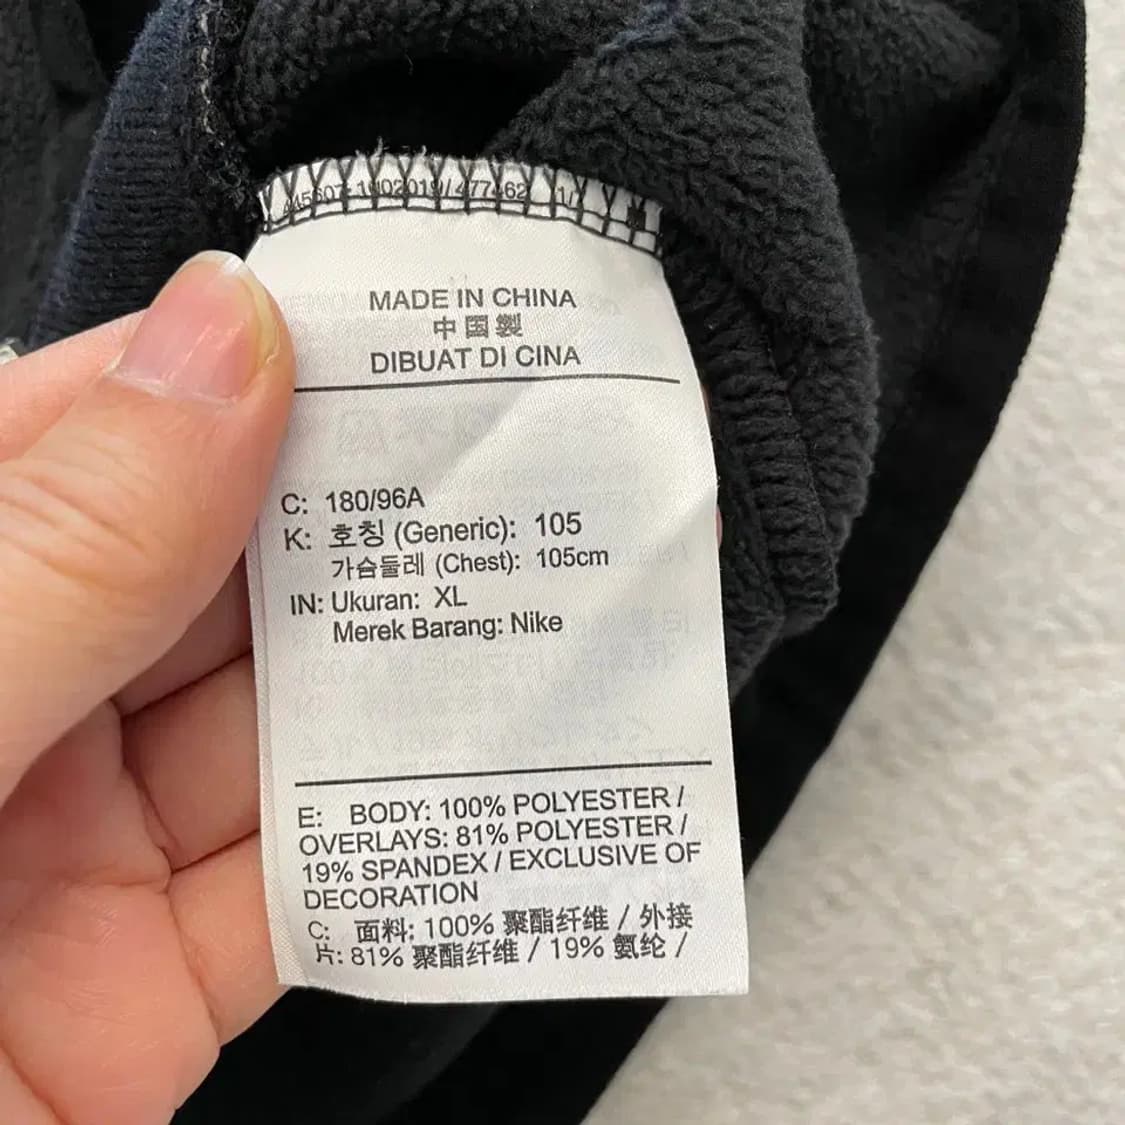 MADE IN CHINA
中国製
DIBUAT DI CINA
C: 180/96A
K: 호칭 (Generic): 105
가슴둘레 (Chest): 105cm
IN: Ukuran: XL
Merek Barang: Nike
E: BODY: 100% POLYESTER /
OVERLAYS: 81% POLYESTER /
19% SPANDEX / EXCLUSIVE OF
DECORATION
C: 面料: 100% 聚酯纤维 / 外接
片: 81% 聚酯纤维 / 19% 氨纶 /